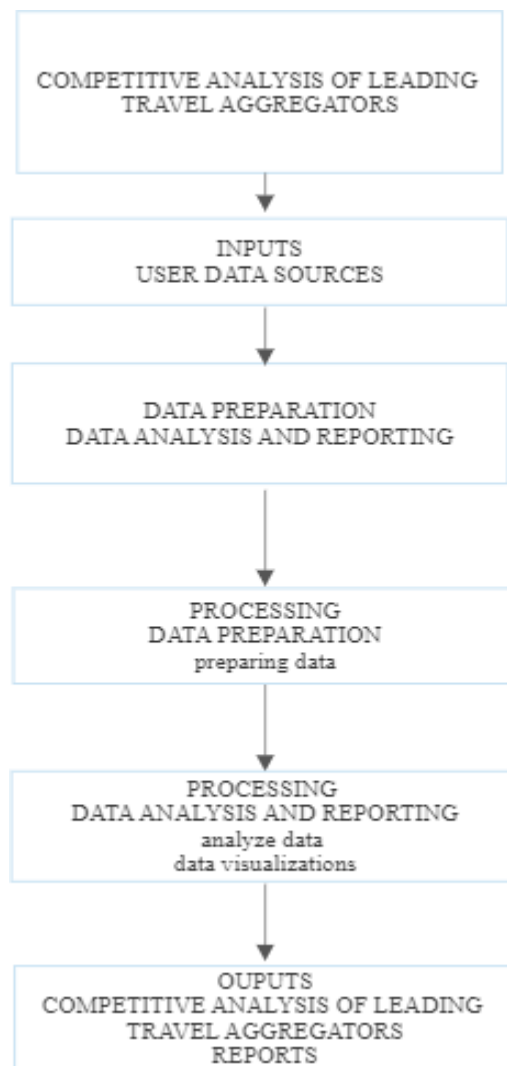 COMPETITIVE ANALYSIS OF LEADING
TRAVEL AGGREGATORS
INPUTS
USER DATA SOURCES
DATA PREPARATION
DATA ANALYSIS AND REPORTING
PROCESSING
DATA PREPARATION
preparing data
PROCESSING
DATA ANALYSIS AND REPORTING
analyze data
data visualizations
OUPUTS
COMPETITIVE ANALYSIS OF LEADING
TRAVEL AGGREGATORS
REPORTS